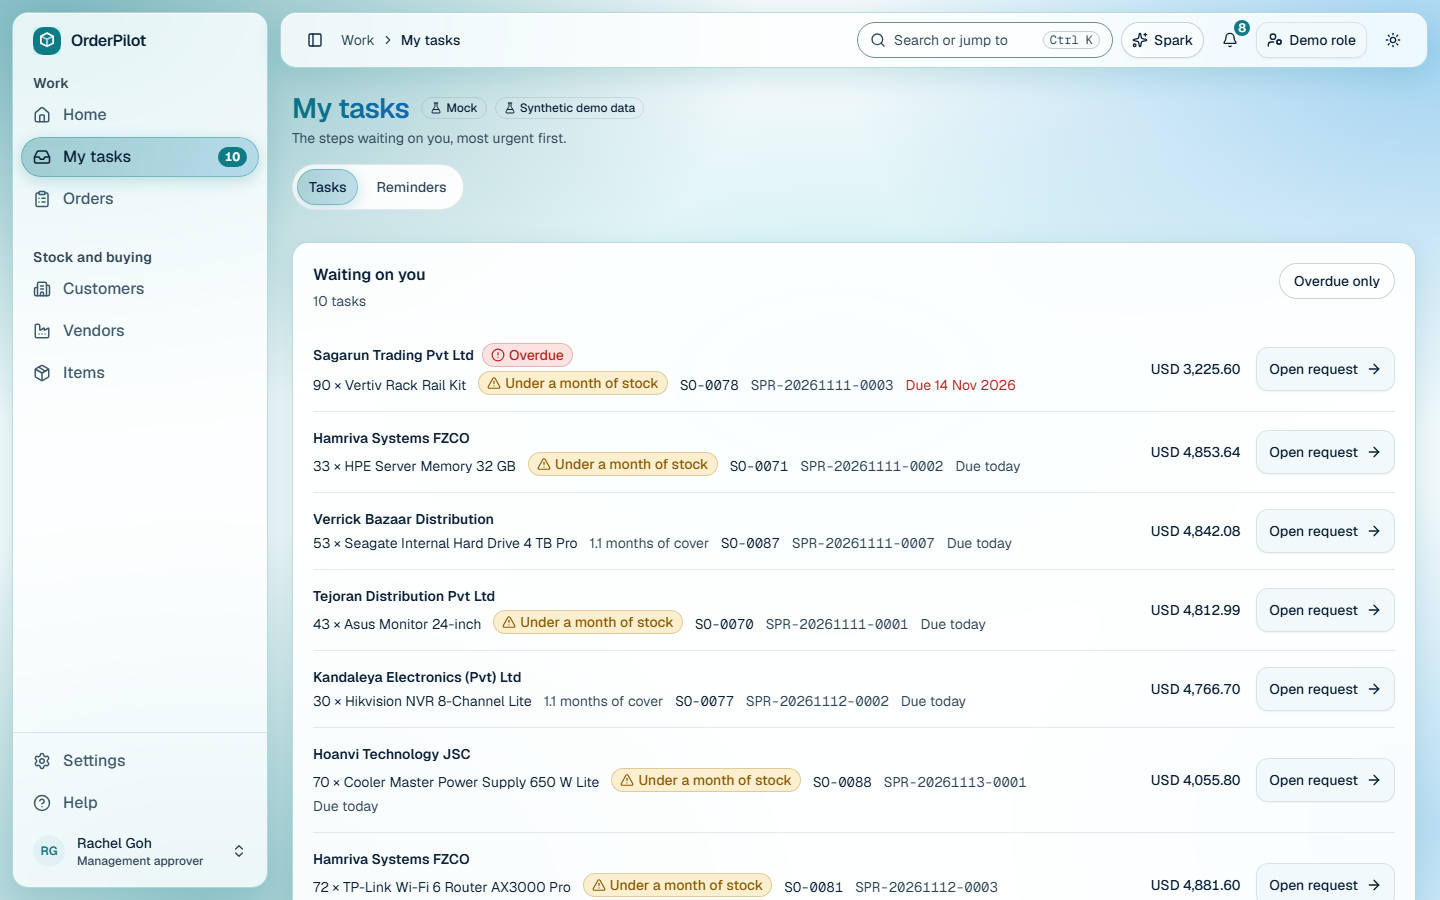 OrderPilot
Work
Home
My tasks 10
Orders
Stock and buying
Customers
Vendors
Items
Settings
Help
RG
Rachel Goh
Management approver
Work > My tasks
Search or jump to Ctrl K
Spark
8
Demo role
My tasks Mock Synthetic demo data
The steps waiting on you, most urgent first.
Tasks Reminders
Waiting on you
10 tasks
Overdue only
Sagarun Trading Pvt Ltd Overdue
90 × Vertiv Rack Rail Kit Under a month of stock SO-0078 SPR-20261111-0003 Due 14 Nov 2026
USD 3,225.60 Open request
Hamriva Systems FZCO
33 × HPE Server Memory 32 GB Under a month of stock SO-0071 SPR-20261111-0002 Due today
USD 4,853.64 Open request
Verrick Bazaar Distribution
53 × Seagate Internal Hard Drive 4 TB Pro 1.1 months of cover SO-0087 SPR-20261111-0007 Due today
USD 4,842.08 Open request
Tejoran Distribution Pvt Ltd
43 × Asus Monitor 24-inch Under a month of stock SO-0070 SPR-20261111-0001 Due today
USD 4,812.99 Open request
Kandaleya Electronics (Pvt) Ltd
30 × Hikvision NVR 8-Channel Lite 1.1 months of cover SO-0077 SPR-20261112-0002 Due today
USD 4,766.70 Open request
Hoanvi Technology JSC
70 × Cooler Master Power Supply 650 W Lite Under a month of stock SO-0088 SPR-20261113-0001
Due today
USD 4,055.80 Open request
Hamriva Systems FZCO
72 × TP-Link Wi-Fi 6 Router AX3000 Pro Under a month of stock SO-0081 SPR-20261112-0003
USD 4,881.60 Open request